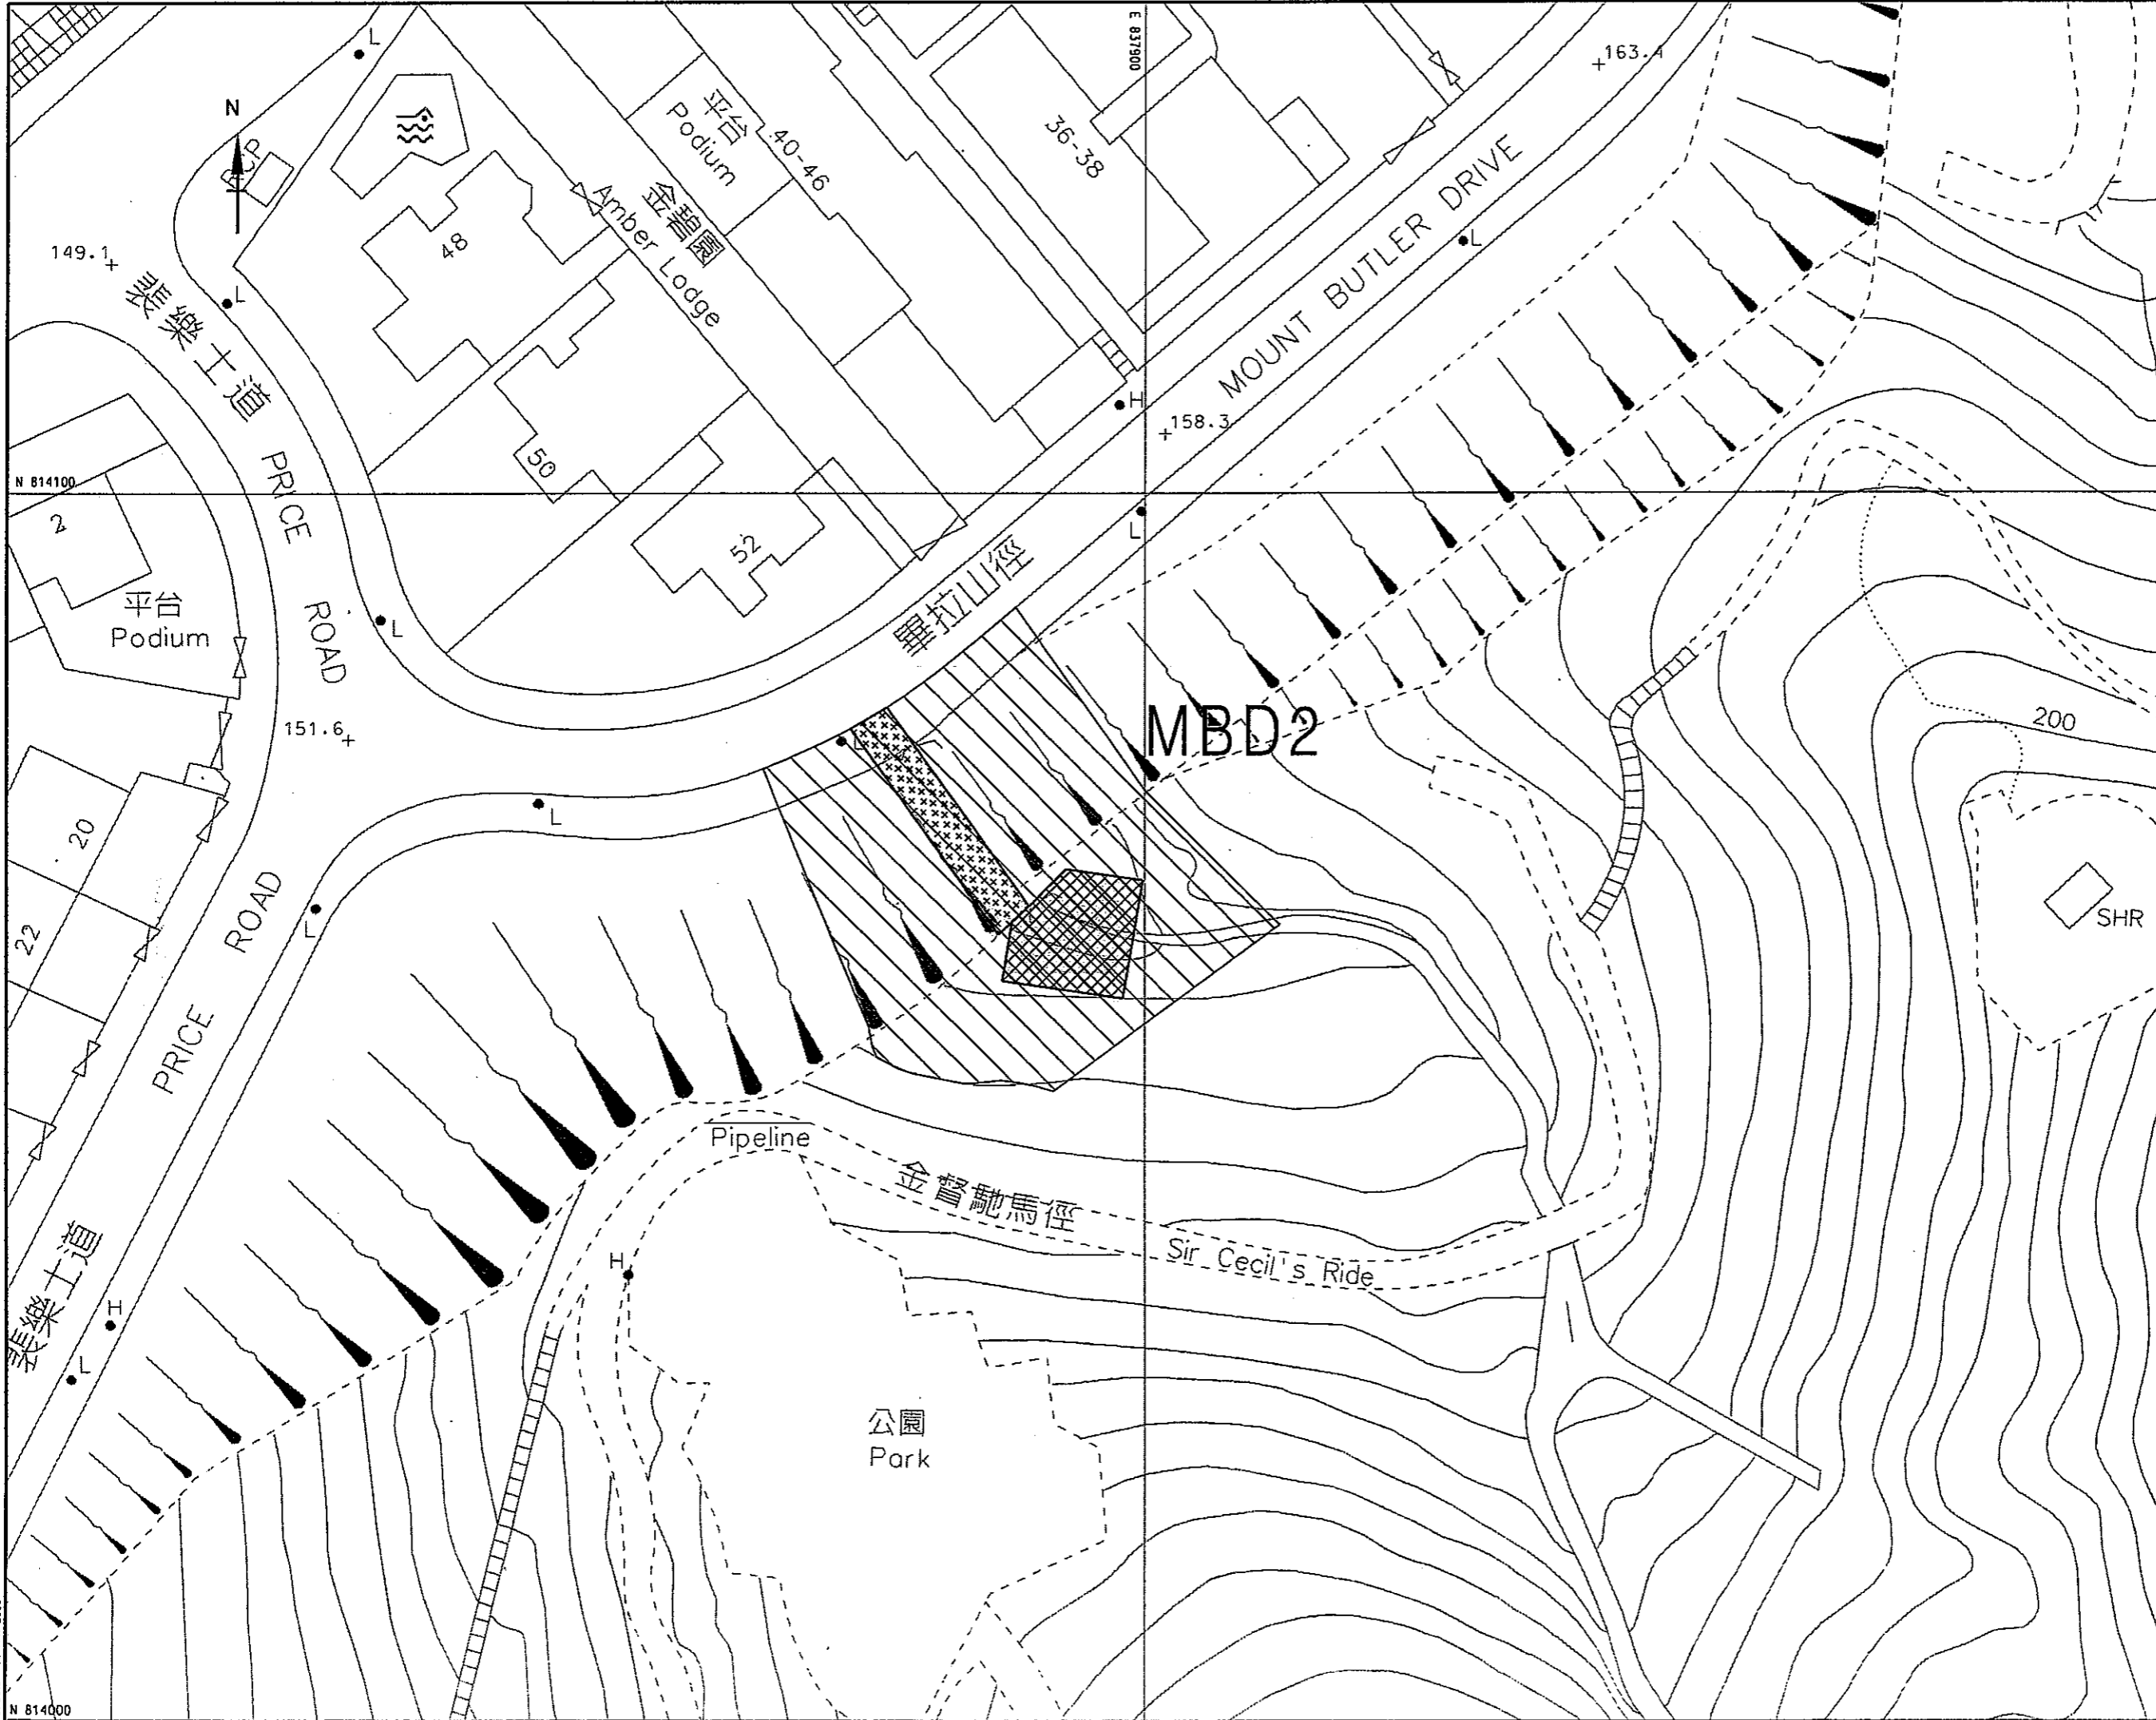 E 837900
L
163.4
N
RCP
平台
Podium
40-46
36-38
48
金碧園
Amber Lodge
MOUNT BUTLER DRIVE
L
149.1
L
裴樂士道 PRICE ROAD
H
158.3
50
N 814100
2
52
L
平台
Podium
畢拉山徑
L
MBD2
151.6
L
200
20
L
SHR
22
L
PRICE ROAD
Pipeline
金督馳馬徑
Sir Cecil's Ride
H
裴樂士道
H
L
公園
Park
N 814000